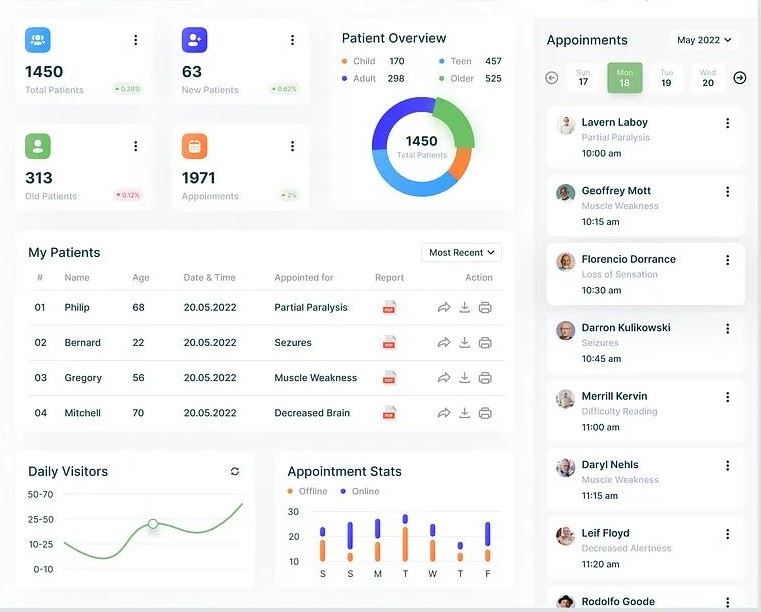 1450
Total Patients
0.39%
63
New Patients
0.62%
313
Old Patients
0.12%
1971
Appoinments
2%
Patient Overview
Child 170
Teen 457
Adult 298
Older 525
1450
Total Patients
My Patients
Most Recent
# Name Age Date & Time Appointed for Report Action
01 Philip 68 20.05.2022 Partial Paralysis PDF
02 Bernard 22 20.05.2022 Sezures PDF
03 Gregory 56 20.05.2022 Muscle Weakness PDF
04 Mitchell 70 20.05.2022 Decreased Brain PDF
Daily Visitors
50-70
25-50
10-25
0-10
Appointment Stats
Offline Online
30
20
10
S S M T W T F
Appoinments
May 2022
Sun Mon Tue Wed
17 18 19 20
Lavern Laboy
Partial Paralysis
10:00 am
Geoffrey Mott
Muscle Weakness
10:15 am
Florencio Dorrance
Loss of Sensation
10:30 am
Darron Kulikowski
Seizures
10:45 am
Merrill Kervin
Difficulty Reading
11:00 am
Daryl Nehls
Muscle Weakness
11:15 am
Leif Floyd
Decreased Alertness
11:20 am
Rodolfo Goode